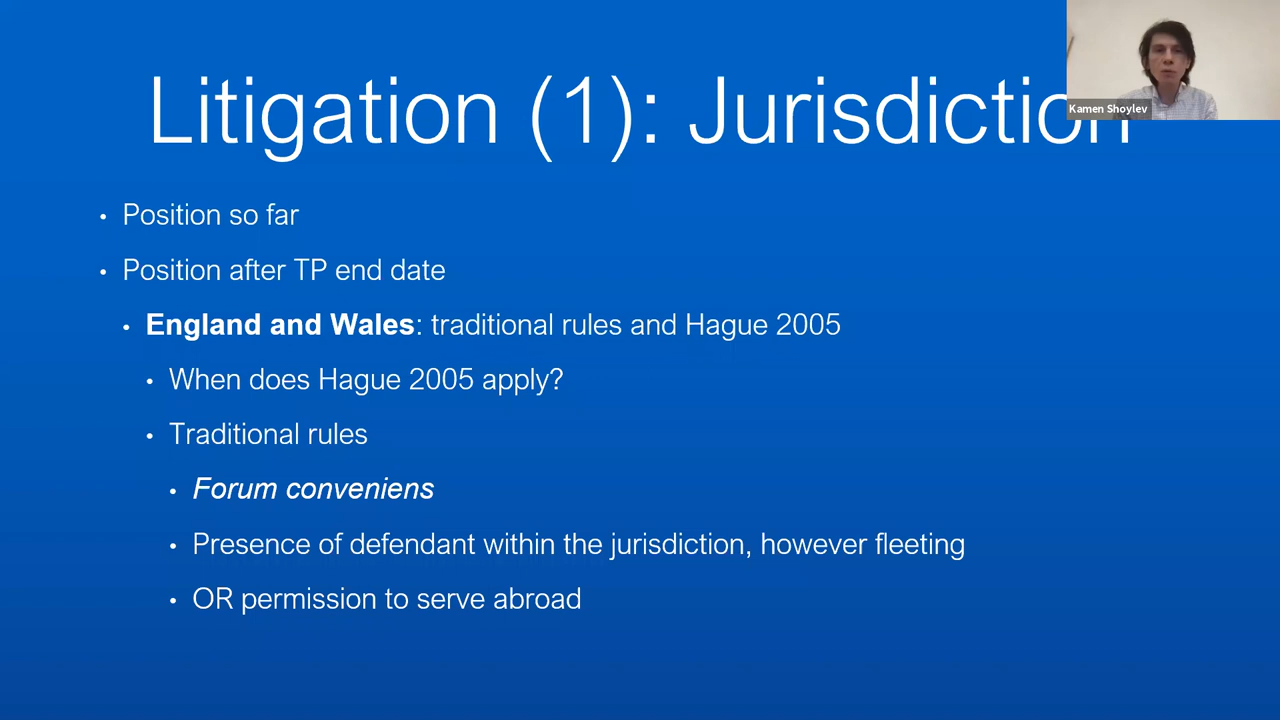 Litigation (1): Jurisdiction
Kamen Shoylev
• Position so far
• Position after TP end date
• England and Wales: traditional rules and Hague 2005
• When does Hague 2005 apply?
• Traditional rules
• Forum conveniens
• Presence of defendant within the jurisdiction, however fleeting
• OR permission to serve abroad